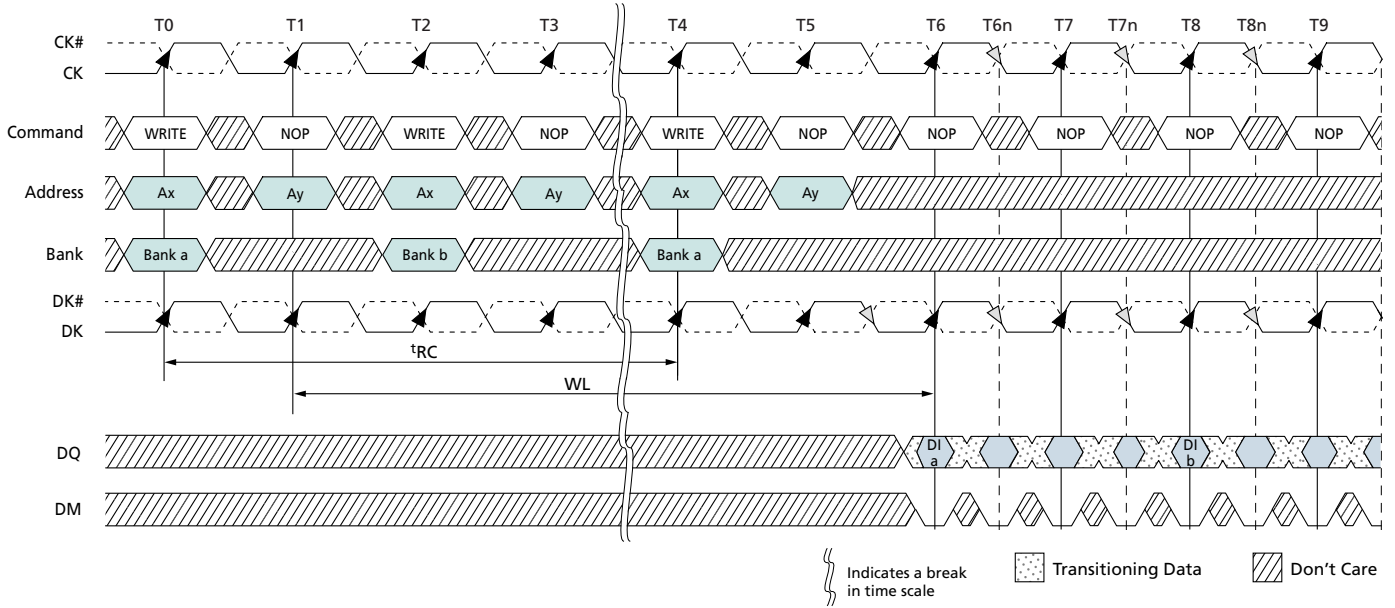 T0 T1 T2 T3 T4 T5 T6 T6n T7 T7n T8 T8n T9
CK#
CK
Command WRITE NOP WRITE NOP WRITE NOP NOP NOP NOP NOP
Address Ax Ay Ax Ay Ax Ay
Bank Bank a Bank b Bank a
DK#
DK
tRC
WL
DQ DI a DI b
DM
Indicates a break
in time scale
Transitioning Data
Don't Care